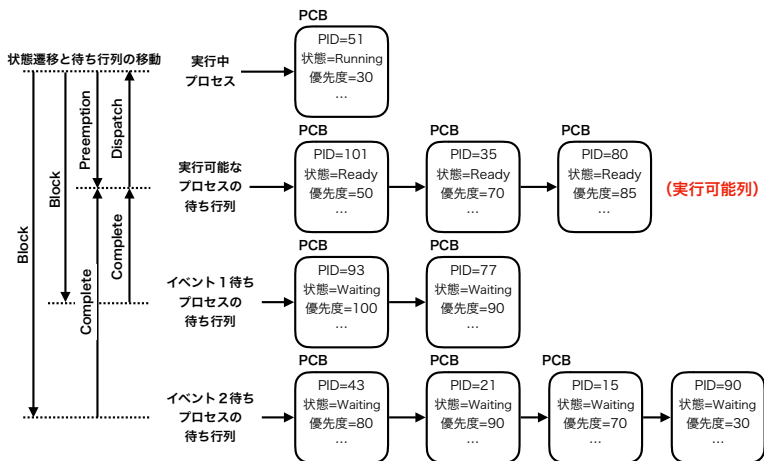 状態遷移と待ち行列の移動
Block
Block
Preemption
Dispatch
Complete
Complete
実行中
プロセス
PCB
PID=51
状態=Running
優先度=30
...
実行可能な
プロセスの
待ち行列
PCB
PID=101
状態=Ready
優先度=50
...
PCB
PID=35
状態=Ready
優先度=70
...
PCB
PID=80
状態=Ready
優先度=85
...
(実行可能列)
イベント1待ち
プロセスの
待ち行列
PCB
PID=93
状態=Waiting
優先度=100
...
PCB
PID=77
状態=Waiting
優先度=90
...
イベント2待ち
プロセスの
待ち行列
PCB
PID=43
状態=Waiting
優先度=80
...
PCB
PID=21
状態=Waiting
優先度=90
...
PCB
PID=15
状態=Waiting
優先度=70
...
PID=90
状態=Waiting
優先度=30
...